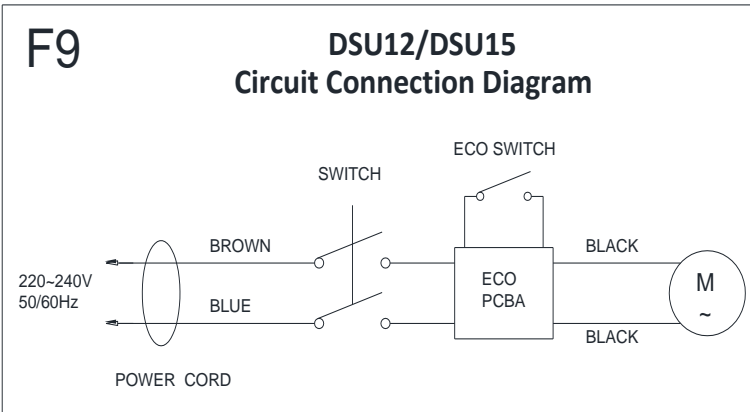 F9
DSU12/DSU15
Circuit Connection Diagram
ECO SWITCH
SWITCH
BROWN
BLACK
220~240V
50/60Hz
ECO
PCBA
M
~
BLUE
BLACK
POWER CORD